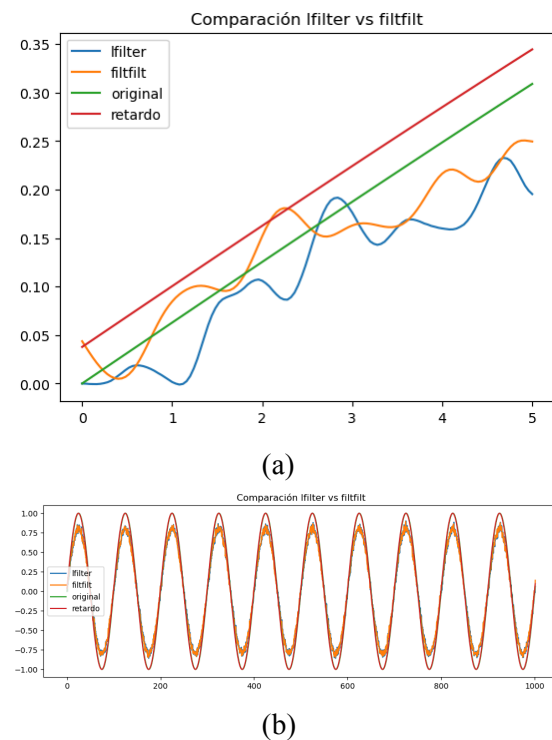 Comparación lfilter vs filtfilt
0.35
0.30
0.25
0.20
0.15
0.10
0.05
0.00
lfilter
filtfilt
original
retardo
0 1 2 3 4 5
(a)
Comparación lfilter vs filtfilt
1.00
0.75
0.50
0.25
0.00
−0.25
−0.50
−0.75
−1.00
lfilter
filtfilt
original
retardo
0 200 400 600 800 1000
(b)